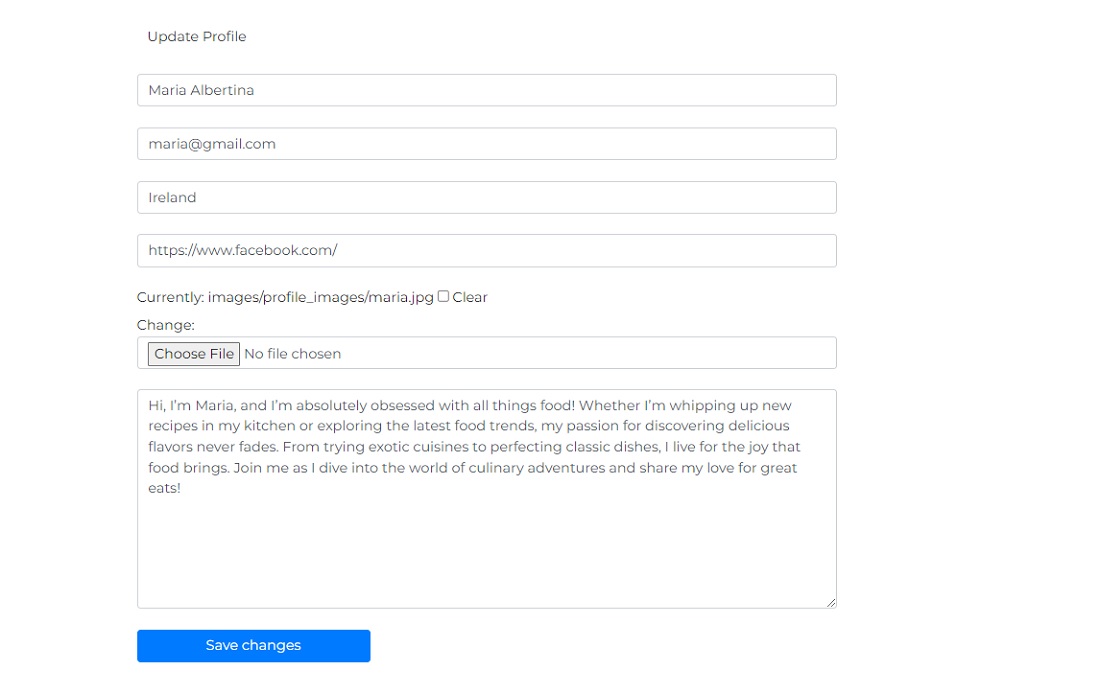 Update Profile
Maria Albertina
maria@gmail.com
Ireland
https://www.facebook.com/
Currently: images/profile_images/maria.jpg Clear
Change:
Choose File No file chosen
Hi, I’m Maria, and I’m absolutely obsessed with all things food! Whether I’m whipping up new
recipes in my kitchen or exploring the latest food trends, my passion for discovering delicious
flavors never fades. From trying exotic cuisines to perfecting classic dishes, I live for the joy that
food brings. Join me as I dive into the world of culinary adventures and share my love for great
eats!
Save changes